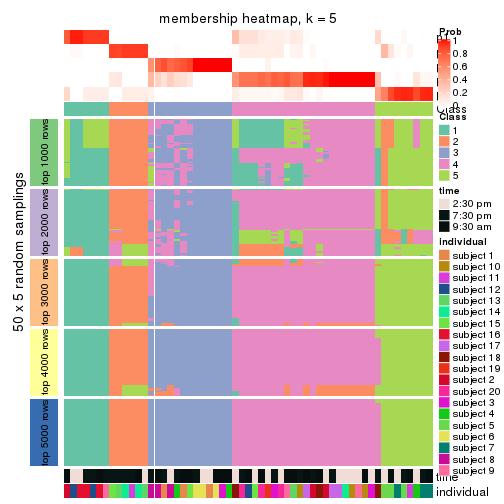 membership heatmap, k = 5
Prob
1
0.8
0.6
0.4
0.2
0
Class
Class
1
2
3
4
5
time
2:30 pm
7:30 pm
9:30 am
individual
subject 1
subject 10
subject 11
subject 12
subject 13
subject 14
subject 15
subject 16
subject 17
subject 18
subject 19
subject 2
subject 20
subject 3
subject 4
subject 5
subject 6
subject 7
subject 8
subject 9
50 x 5 random samplings
top 1000 rows
top 2000 rows
top 3000 rows
top 4000 rows
top 5000 rows
time
individual